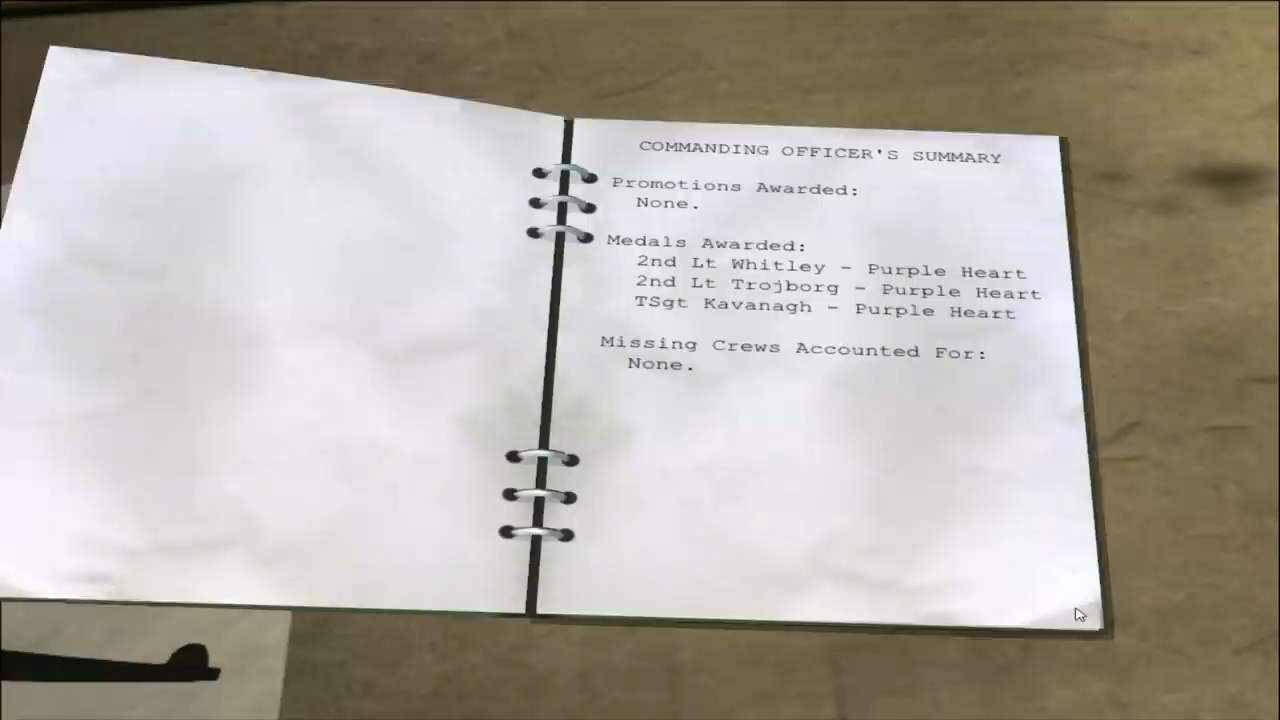 COMMANDING OFFICER'S SUMMARY
Promotions Awarded:
None.
Medals Awarded:
2nd Lt Whitley - Purple Heart
2nd Lt Trojborg - Purple Heart
TSgt Kavanagh - Purple Heart
Missing Crews Accounted For:
None.